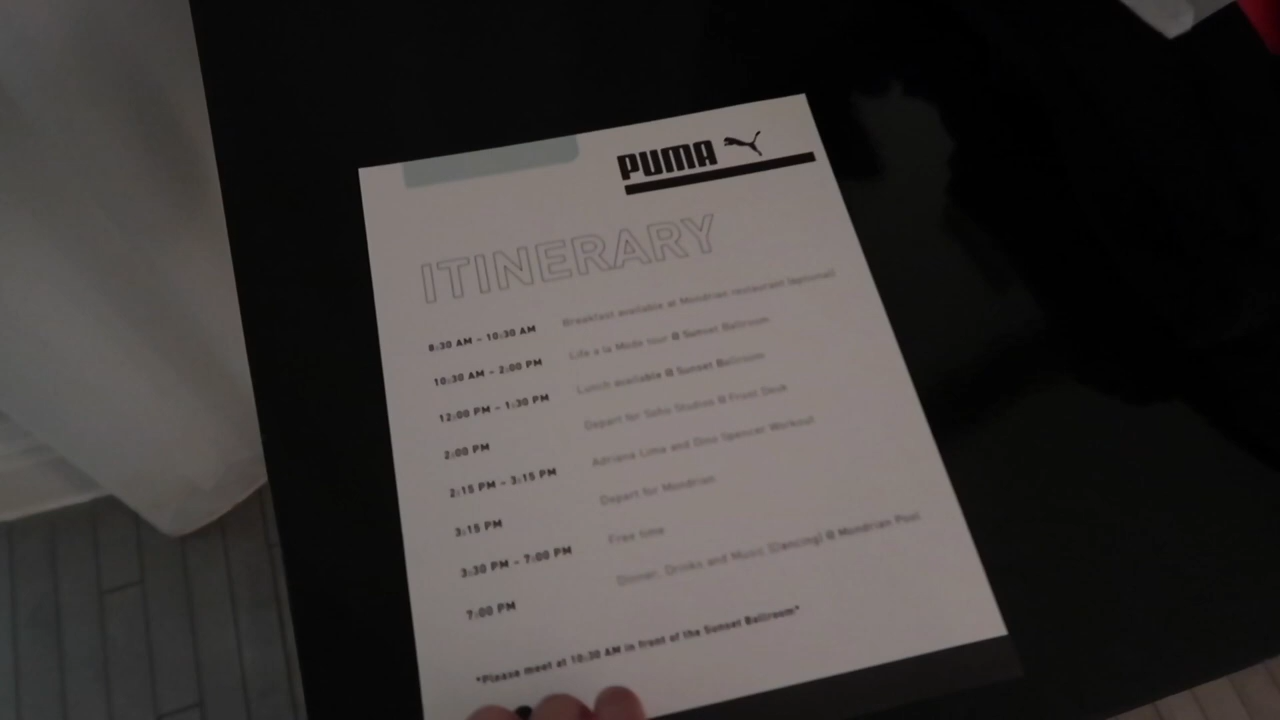 PUMA
ITINERARY
8:30 AM - 10:30 AM Breakfast available at Mondrian restaurant (optional)
10:30 AM - 2:00 PM Life a la Mode tour @ Sunset Ballroom
12:00 PM - 1:30 PM Lunch available @ Sunset Ballroom
2:00 PM Depart for Soho Studios @ Front Desk
2:15 PM - 3:15 PM Adriana Lima and Dino Spencer Workout
3:15 PM Depart for Mondrian
3:30 PM - 7:00 PM Free time
7:00 PM Dinner, Drinks and Music (Dancing) @ Mondrian Pool
*Please meet at 10:30 AM in front of the Sunset Ballroom*